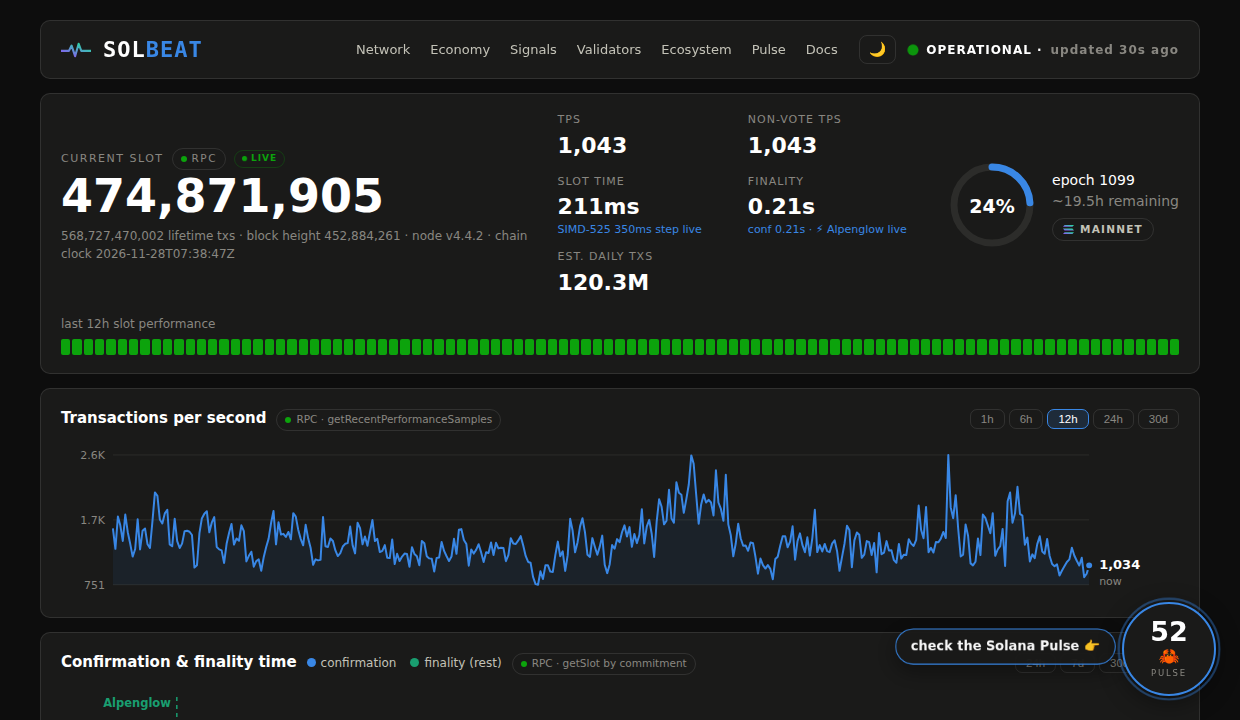 SOLBEAT
Network Economy Signals Validators Ecosystem Pulse Docs
OPERATIONAL · updated 30s ago
CURRENT SLOT
RPC
LIVE
474,871,905
568,727,470,002 lifetime txs · block height 452,884,261 · node v4.4.2 · chain
clock 2026-11-28T07:38:47Z
TPS
1,043
NON-VOTE TPS
1,043
SLOT TIME
211ms
SIMD-525 350ms step live
FINALITY
0.21s
conf 0.21s · ⚡ Alpenglow live
EST. DAILY TXS
120.3M
24%
epoch 1099
~19.5h remaining
MAINNET
last 12h slot performance
Transactions per second
RPC · getRecentPerformanceSamples
1h 6h 12h 24h 30d
2.6K
1.7K
751
1,034
now
Confirmation & finality time
confirmation
finality (rest)
RPC · getSlot by commitment
Alpenglow
check the Solana Pulse 👉
52
🦀
PULSE